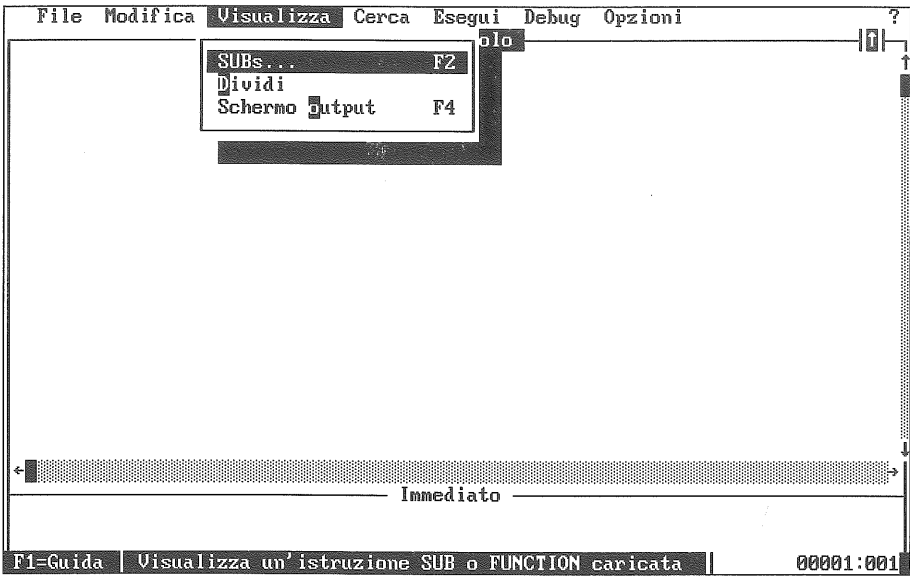 File Modifica Visualizza Cerca Esegui Debug Opzioni ?
olo
SUBs... F2
Dividi
Schermo output F4
Immediato
F1=Guida Visualizza un'istruzione SUB o FUNCTION caricata 00001:001